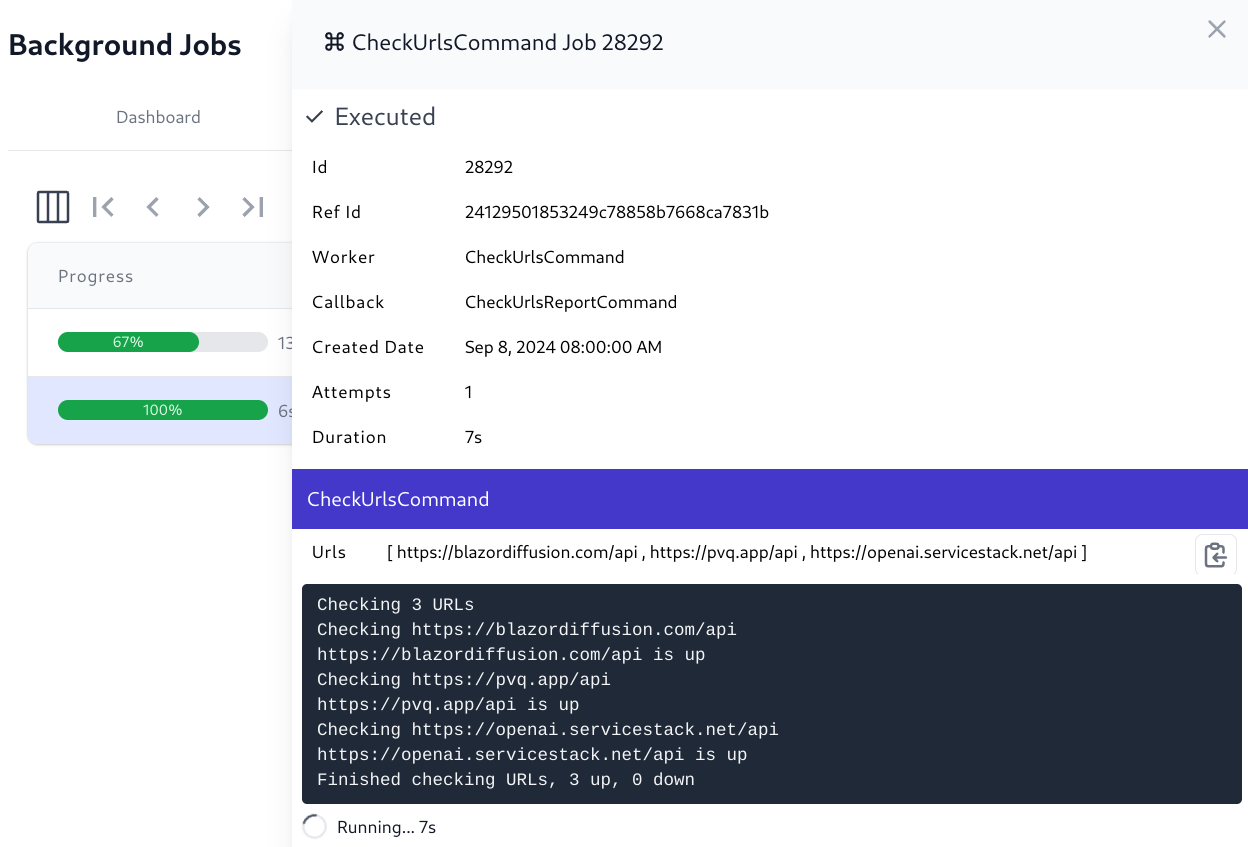 Background Jobs
Dashboard
Progress
67% 13
100% 6s
⌘ CheckUrlsCommand Job 28292
Executed
Id 28292
Ref Id 24129501853249c78858b7668ca7831b
Worker CheckUrlsCommand
Callback CheckUrlsReportCommand
Created Date Sep 8, 2024 08:00:00 AM
Attempts 1
Duration 7s
CheckUrlsCommand
Urls [ https://blazordiffusion.com/api , https://pvq.app/api , https://openai.servicestack.net/api ]
Checking 3 URLs
Checking https://blazordiffusion.com/api
https://blazordiffusion.com/api is up
Checking https://pvq.app/api
https://pvq.app/api is up
Checking https://openai.servicestack.net/api
https://openai.servicestack.net/api is up
Finished checking URLs, 3 up, 0 down
Running... 7s